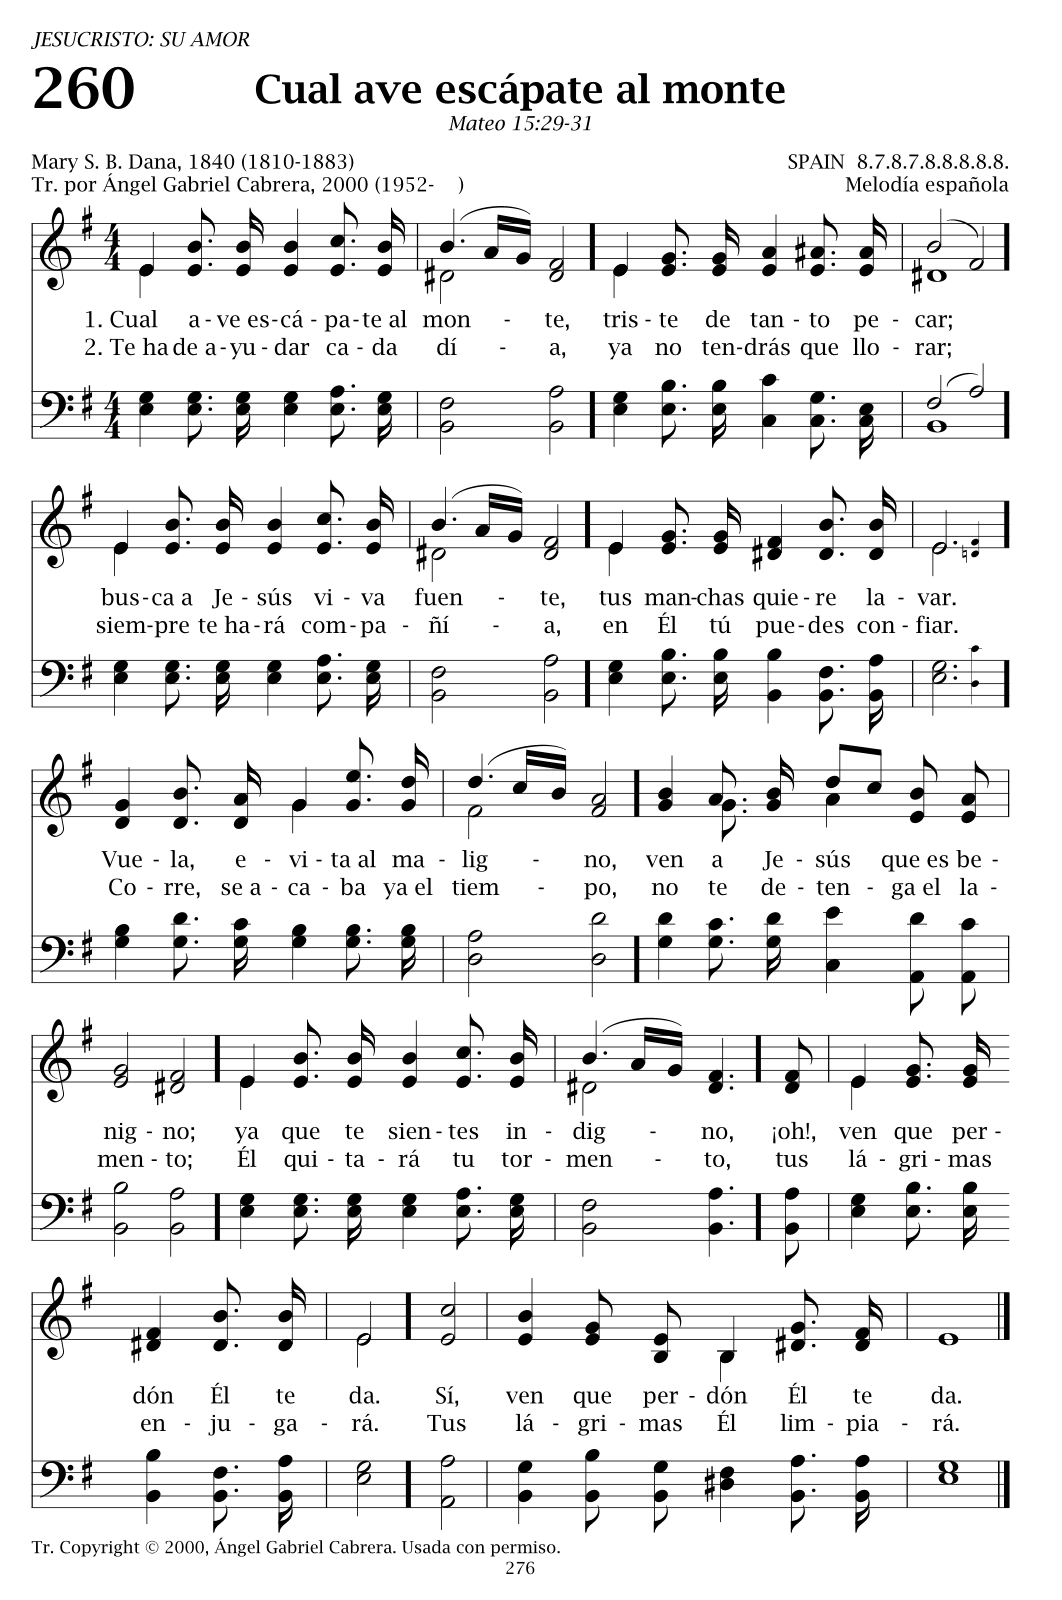 JESUCRISTO: SU AMOR
260 Cual ave escápate al monte
Mateo 15:29-31
Mary S. B. Dana, 1840 (1810-1883) SPAIN 8.7.8.7.8.8.8.8.8.
Tr. por Ángel Gabriel Cabrera, 2000 (1952- ) Melodía española
1. Cual a - ve es - cá - pa - te al mon - te, tris - te de tan - to pe - car;
2. Te ha de a - yu - dar ca - da dí - a, ya no ten - drás que llo - rar;
bus - ca a Je - sús vi - va fuen - te, tus man - chas quie - re la - var.
siem - pre te ha - rá com - pa - ñí - a, en Él tú pue - des con - fiar.
Vue - la, e - vi - ta al ma - lig - no, ven a Je - sús que es be -
Co - rre, se a - ca - ba ya el tiem - po, no te de - ten - ga el la -
nig - no; ya que te sien - tes in - dig - no, ¡oh!, ven que per -
men - to; Él qui - ta - rá tu tor - men - to, tus lá - gri - mas
dón Él te da. Sí, ven que per - dón Él te da.
en - ju - ga - rá. Tus lá - gri - mas Él lim - pia - rá.
Tr. Copyright © 2000, Ángel Gabriel Cabrera. Usada con permiso.
276